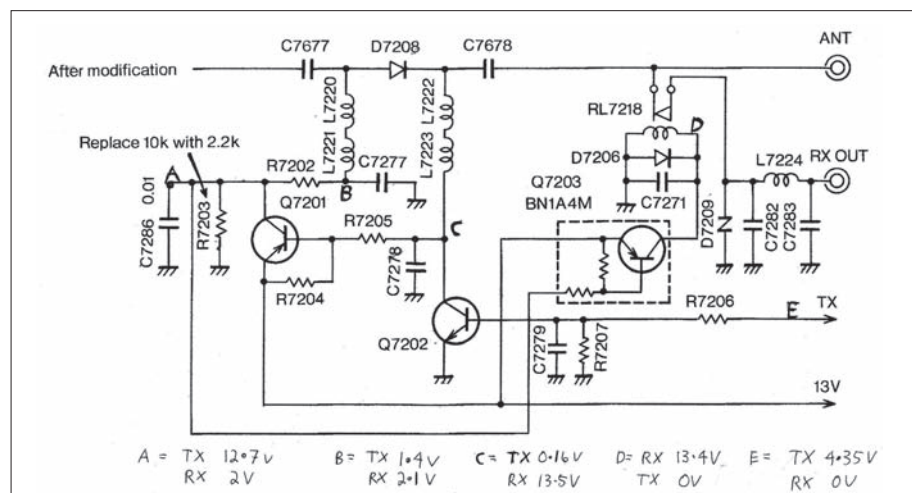 C7677 D7208 C7678 ANT
After modification
L7220 L7222 RL7218 D
Replace 10k with 2.2k
L7221 L7223 RX OUT
A 0.01 R7202 C7277 D7206 L7224
B Q7203
C7286 R7203 Q7201 BN1A4M C7271
R7205 C D7209 C7282 C7283
C7278
R7204 R7206 TX
E
Q7202 C7279 R7207
13V
A = TX 12.7V B= TX 1.4V C= TX 0.16V D= RX 13.4V E = TX 4.35V
RX 2V RX 2.1V RX 13.5V TX 0V RX 0V